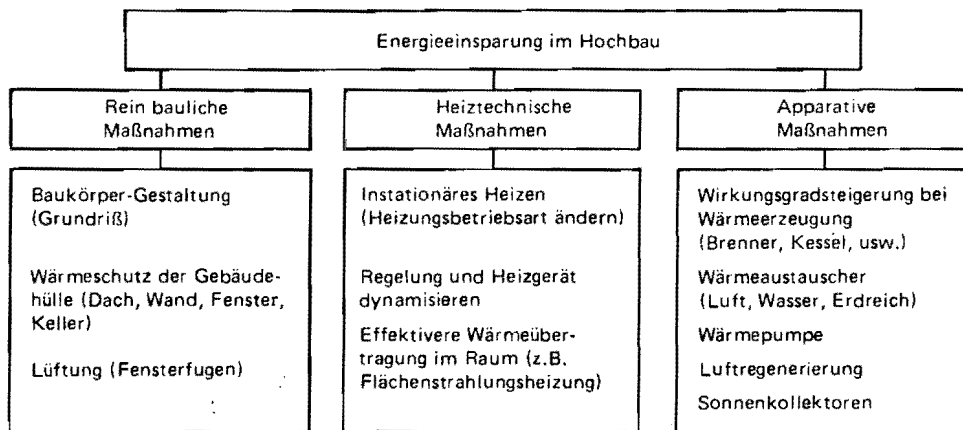 Energieeinsparung im Hochbau
Rein bauliche
Maßnahmen
Baukörper-Gestaltung
(Grundriß)
Wärmeschutz der Gebäude-
hülle (Dach, Wand, Fenster,
Keller)
Lüftung (Fensterfugen)
Heiztechnische
Maßnahmen
Instationäres Heizen
(Heizungsbetriebsart ändern)
Regelung und Heizgerät
dynamisieren
Effektivere Wärmeüber-
tragung im Raum (z.B.
Flächenstrahlungsheizung)
Apparative
Maßnahmen
Wirkungsgradsteigerung bei
Wärmeerzeugung
(Brenner, Kessel, usw.)
Wärmeaustauscher
(Luft, Wasser, Erdreich)
Wärmepumpe
Luftregenerierung
Sonnenkollektoren